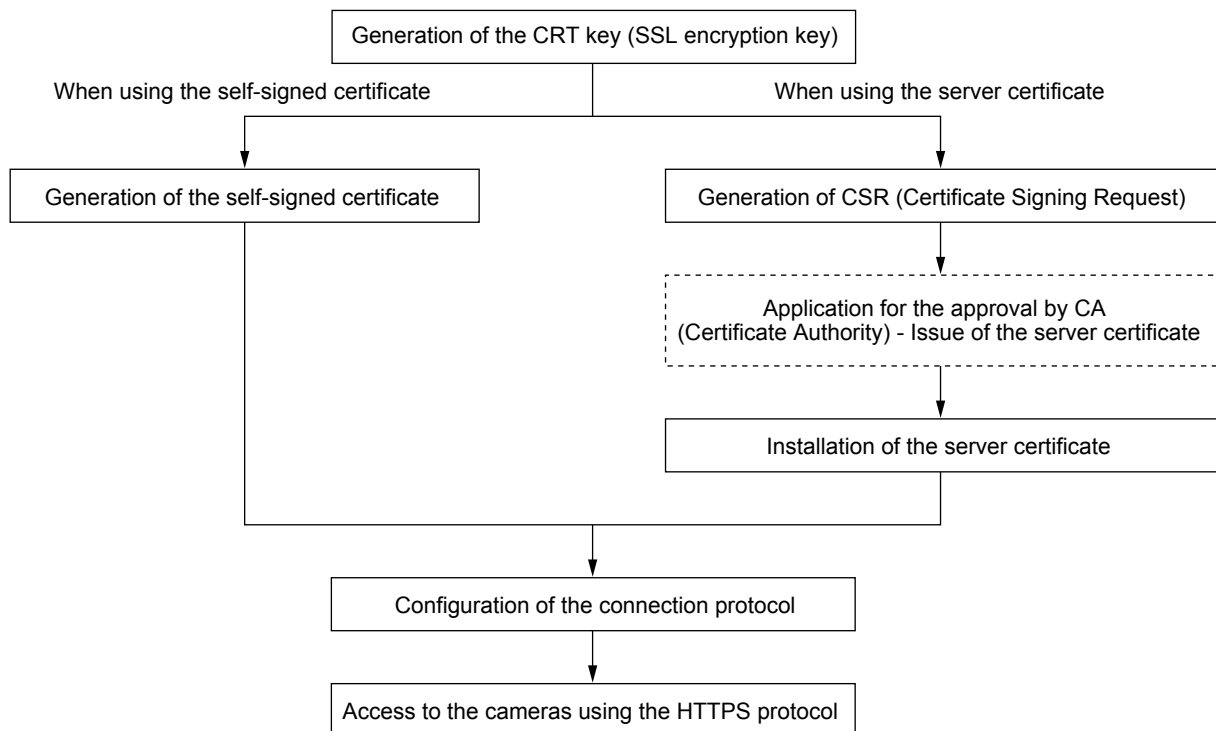 Generation of the CRT key (SSL encryption key)
When using the self-signed certificate
When using the server certificate
Generation of the self-signed certificate
Generation of CSR (Certificate Signing Request)
Application for the approval by CA
(Certificate Authority) - Issue of the server certificate
Installation of the server certificate
Configuration of the connection protocol
Access to the cameras using the HTTPS protocol